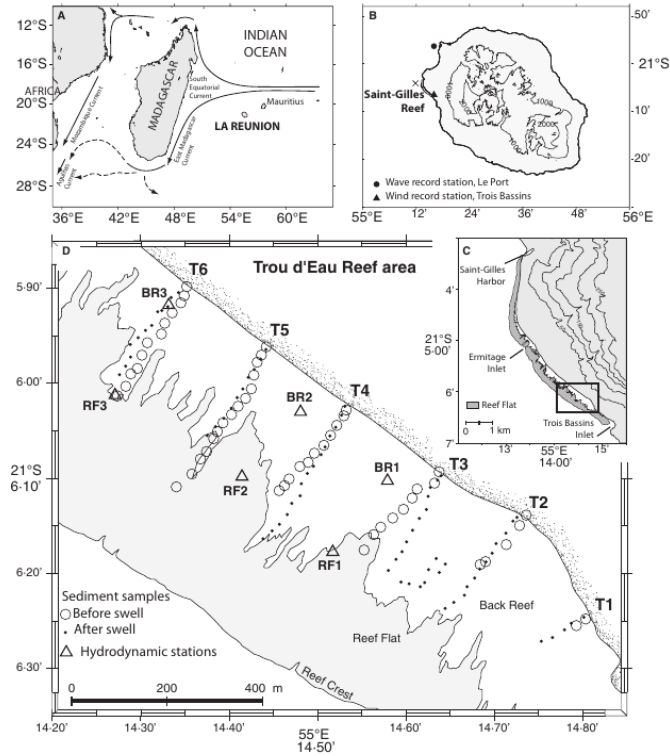 A
12°S
16°S
20°S
24°S
28°S
36°E
42°E
48°E
54°E
60°E
AFRICA
MADAGASCAR
INDIAN
OCEAN
South
Equatorial
Current
Mauritius
LA REUNION
Mozambique Current
East Madagascar
Current
Agulhas
Current
B
50'
21°S
10'
20'
Saint-Gilles
Reef
1000
2000
Wave record station, Le Port
Wind record station, Trois Bassins
55°E
12'
24'
36'
48'
56°E
C
Saint-Gilles
Harbor
4'
21°S
5-00'
Ermitage
Inlet
6'
Reef Flat
0 1 km
Trois Bassins
Inlet
7'
13'
55°E
14-00'
15'
D
Trou d'Eau Reef area
T6
BR3
5-90'
T5
6-00'
RF3
BR2
T4
21°S
6-10'
BR1
T3
RF2
T2
RF1
6-20'
Back Reef
T1
Reef Flat
Reef Crest
6-30'
Sediment samples
Before swell
After swell
Hydrodynamic stations
0 200 400 m
14-20'
14-30'
14-40'
55°E
14-50'
14-60'
14-70'
14-80'